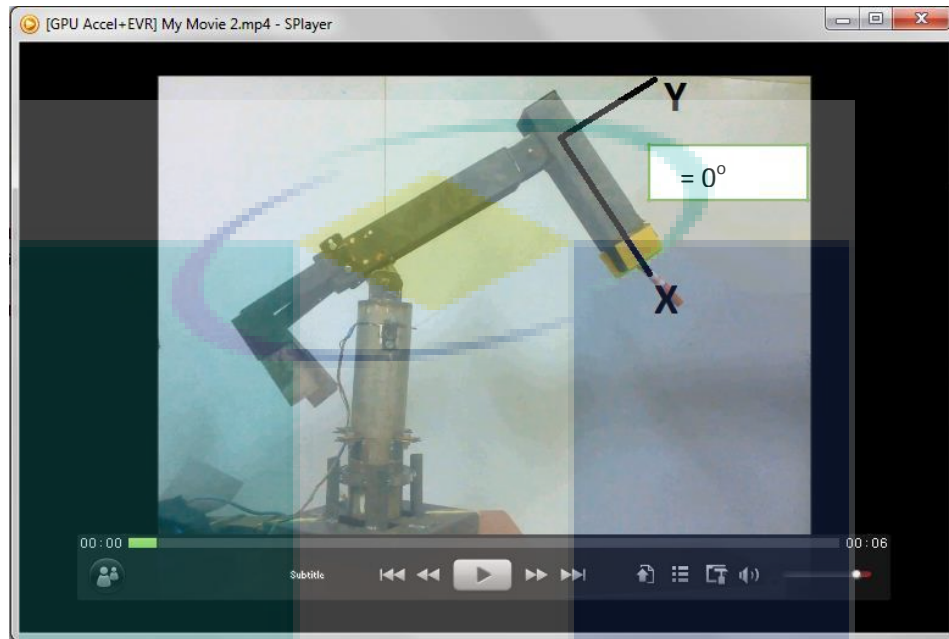 [GPU Accel+EVR] My Movie 2.mp4 - SPlayer
Y
= 0°
X
00:00
00:06
Subtitle